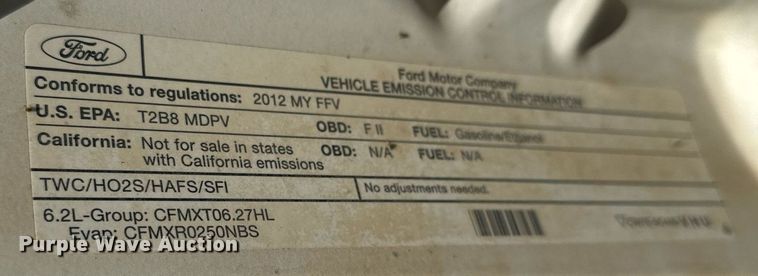 Ford
Ford Motor Company
VEHICLE EMISSION CONTROL INFORMATION
Conforms to regulations: 2012 MY FFV
U.S. EPA: T2B8 MDPV OBD: F II FUEL: Gasoline/Ethanol
California: Not for sale in states with California emissions OBD: N/A FUEL: N/A
TWC/HO2S/HAFS/SFI No adjustments needed.
6.2L-Group: CFMXT06.27HL
Evap: CFMXR0250NBS
Purple Wave Auction